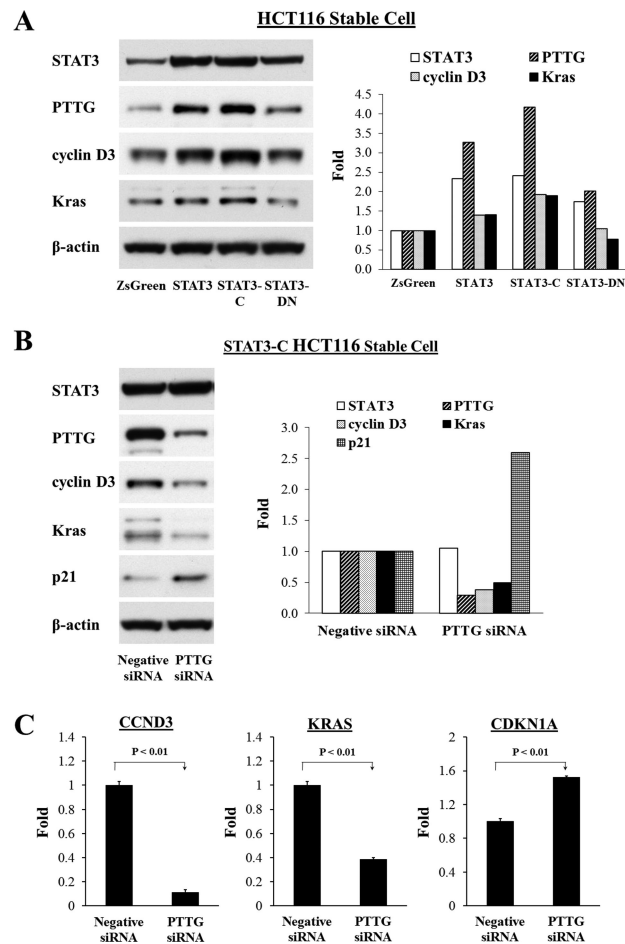 A
HCT116 Stable Cell
STAT3
PTTG
cyclin D3
Kras
β-actin
ZsGreen STAT3 STAT3-C STAT3-DN
STAT3 PTTG
cyclin D3 Kras
Fold
4.5
4.0
3.5
3.0
2.5
2.0
1.5
1.0
0.5
0.0
ZsGreen STAT3 STAT3-C STAT3-DN
B
STAT3-C HCT116 Stable Cell
STAT3
PTTG
cyclin D3
Kras
p21
β-actin
Negative siRNA PTTG siRNA
STAT3 PTTG
cyclin D3 Kras
p21
Fold
3.0
2.5
2.0
1.5
1.0
0.5
0.0
Negative siRNA PTTG siRNA
C
CCND3
Fold
1.4
1.2
1
0.8
0.6
0.4
0.2
0
P < 0.01
Negative siRNA PTTG siRNA
KRAS
Fold
1.4
1.2
1
0.8
0.6
0.4
0.2
0
P < 0.01
Negative siRNA PTTG siRNA
CDKN1A
Fold
2
1.6
1.2
0.8
0.4
0
P < 0.01
Negative siRNA PTTG siRNA